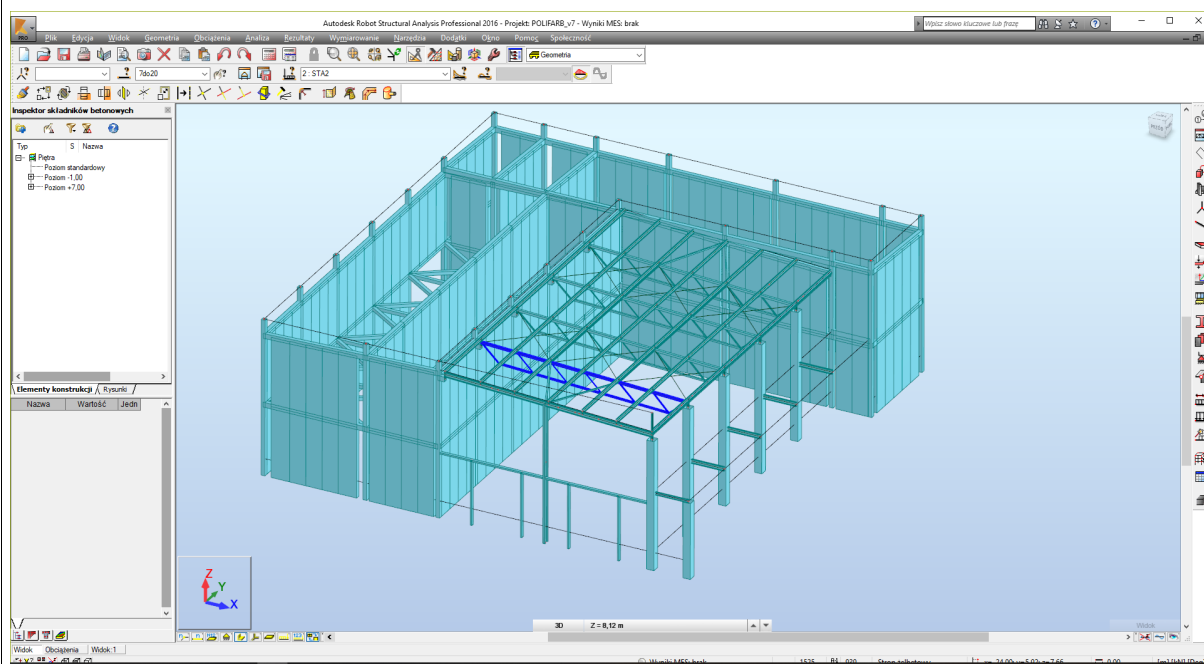 Autodesk Robot Structural Analysis Professional 2016 - Projekt: POLIFARB_v7 - Wyniki MES: brak
Wpisz słowo kluczowe lub frazę
PRO
Plik Edycja Widok Geometria Obciążenia Analiza Rezultaty Wymiarowanie Narzędzia Dodatki Okno Pomoc Społeczność
Geometria
7do20
2 : STA2
Inspektor składników betonowych
Typ S Nazwa
Piętra
Poziom standardowy
Poziom -1,00
Poziom +7,00
Elementy konstrukcji Rysunki
Nazwa Wartość Jedn
Z
Y
X
3D Z = 8,12 m
Widok
Widok Obciążenia Widok:1
Wyniki MES: brak